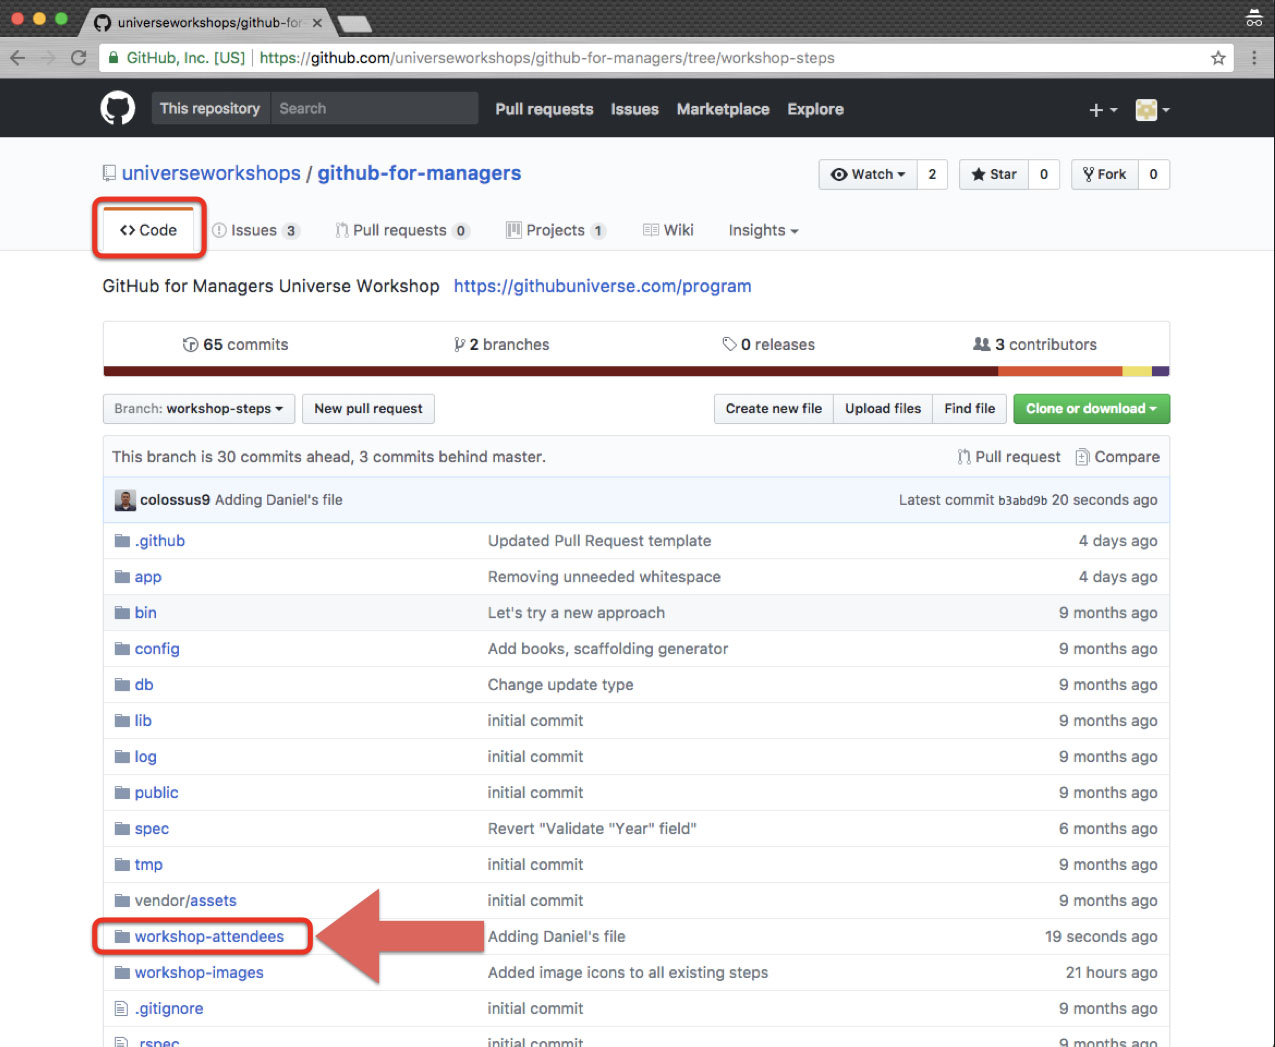 universeworkshops/github-for-
GitHub, Inc. [US] https://github.com/universeworkshops/github-for-managers/tree/workshop-steps
This repository Search Pull requests Issues Marketplace Explore
universeworkshops / github-for-managers Watch 2 Star 0 Fork 0
Code Issues 3 Pull requests 0 Projects 1 Wiki Insights
GitHub for Managers Universe Workshop https://githubuniverse.com/program
65 commits 2 branches 0 releases 3 contributors
Branch: workshop-steps New pull request Create new file Upload files Find file Clone or download
This branch is 30 commits ahead, 3 commits behind master. Pull request Compare
colossus9 Adding Daniel's file Latest commit b3abd9b 20 seconds ago
.github Updated Pull Request template 4 days ago
app Removing unneeded whitespace 4 days ago
bin Let's try a new approach 9 months ago
config Add books, scaffolding generator 9 months ago
db Change update type 9 months ago
lib initial commit 9 months ago
log initial commit 9 months ago
public initial commit 9 months ago
spec Revert "Validate "Year" field" 6 months ago
tmp initial commit 9 months ago
vendor/assets initial commit 9 months ago
workshop-attendees Adding Daniel's file 19 seconds ago
workshop-images Added image icons to all existing steps 21 hours ago
.gitignore initial commit 9 months ago
.rspec initial commit 9 months ago